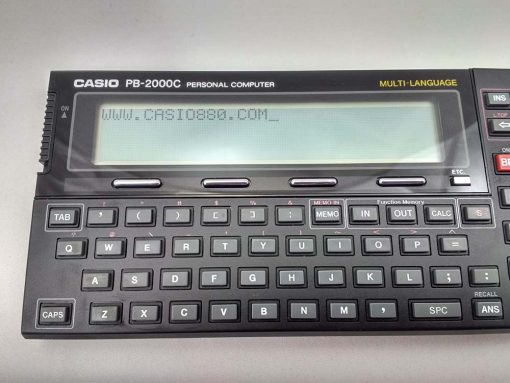 CASIO PB-2000C PERSONAL COMPUTER MULTI-LANGUAGE
ON
WWW.CASIO880.COM_
ETC.
INS
MEMO IN Function Memory
TAB ( ) [ ] MEMO IN OUT CALC
Q W E R T Y U I O P =
A S D F G H J K L ; :
RECALL
CAPS Z X C V B N M , SPC ANS